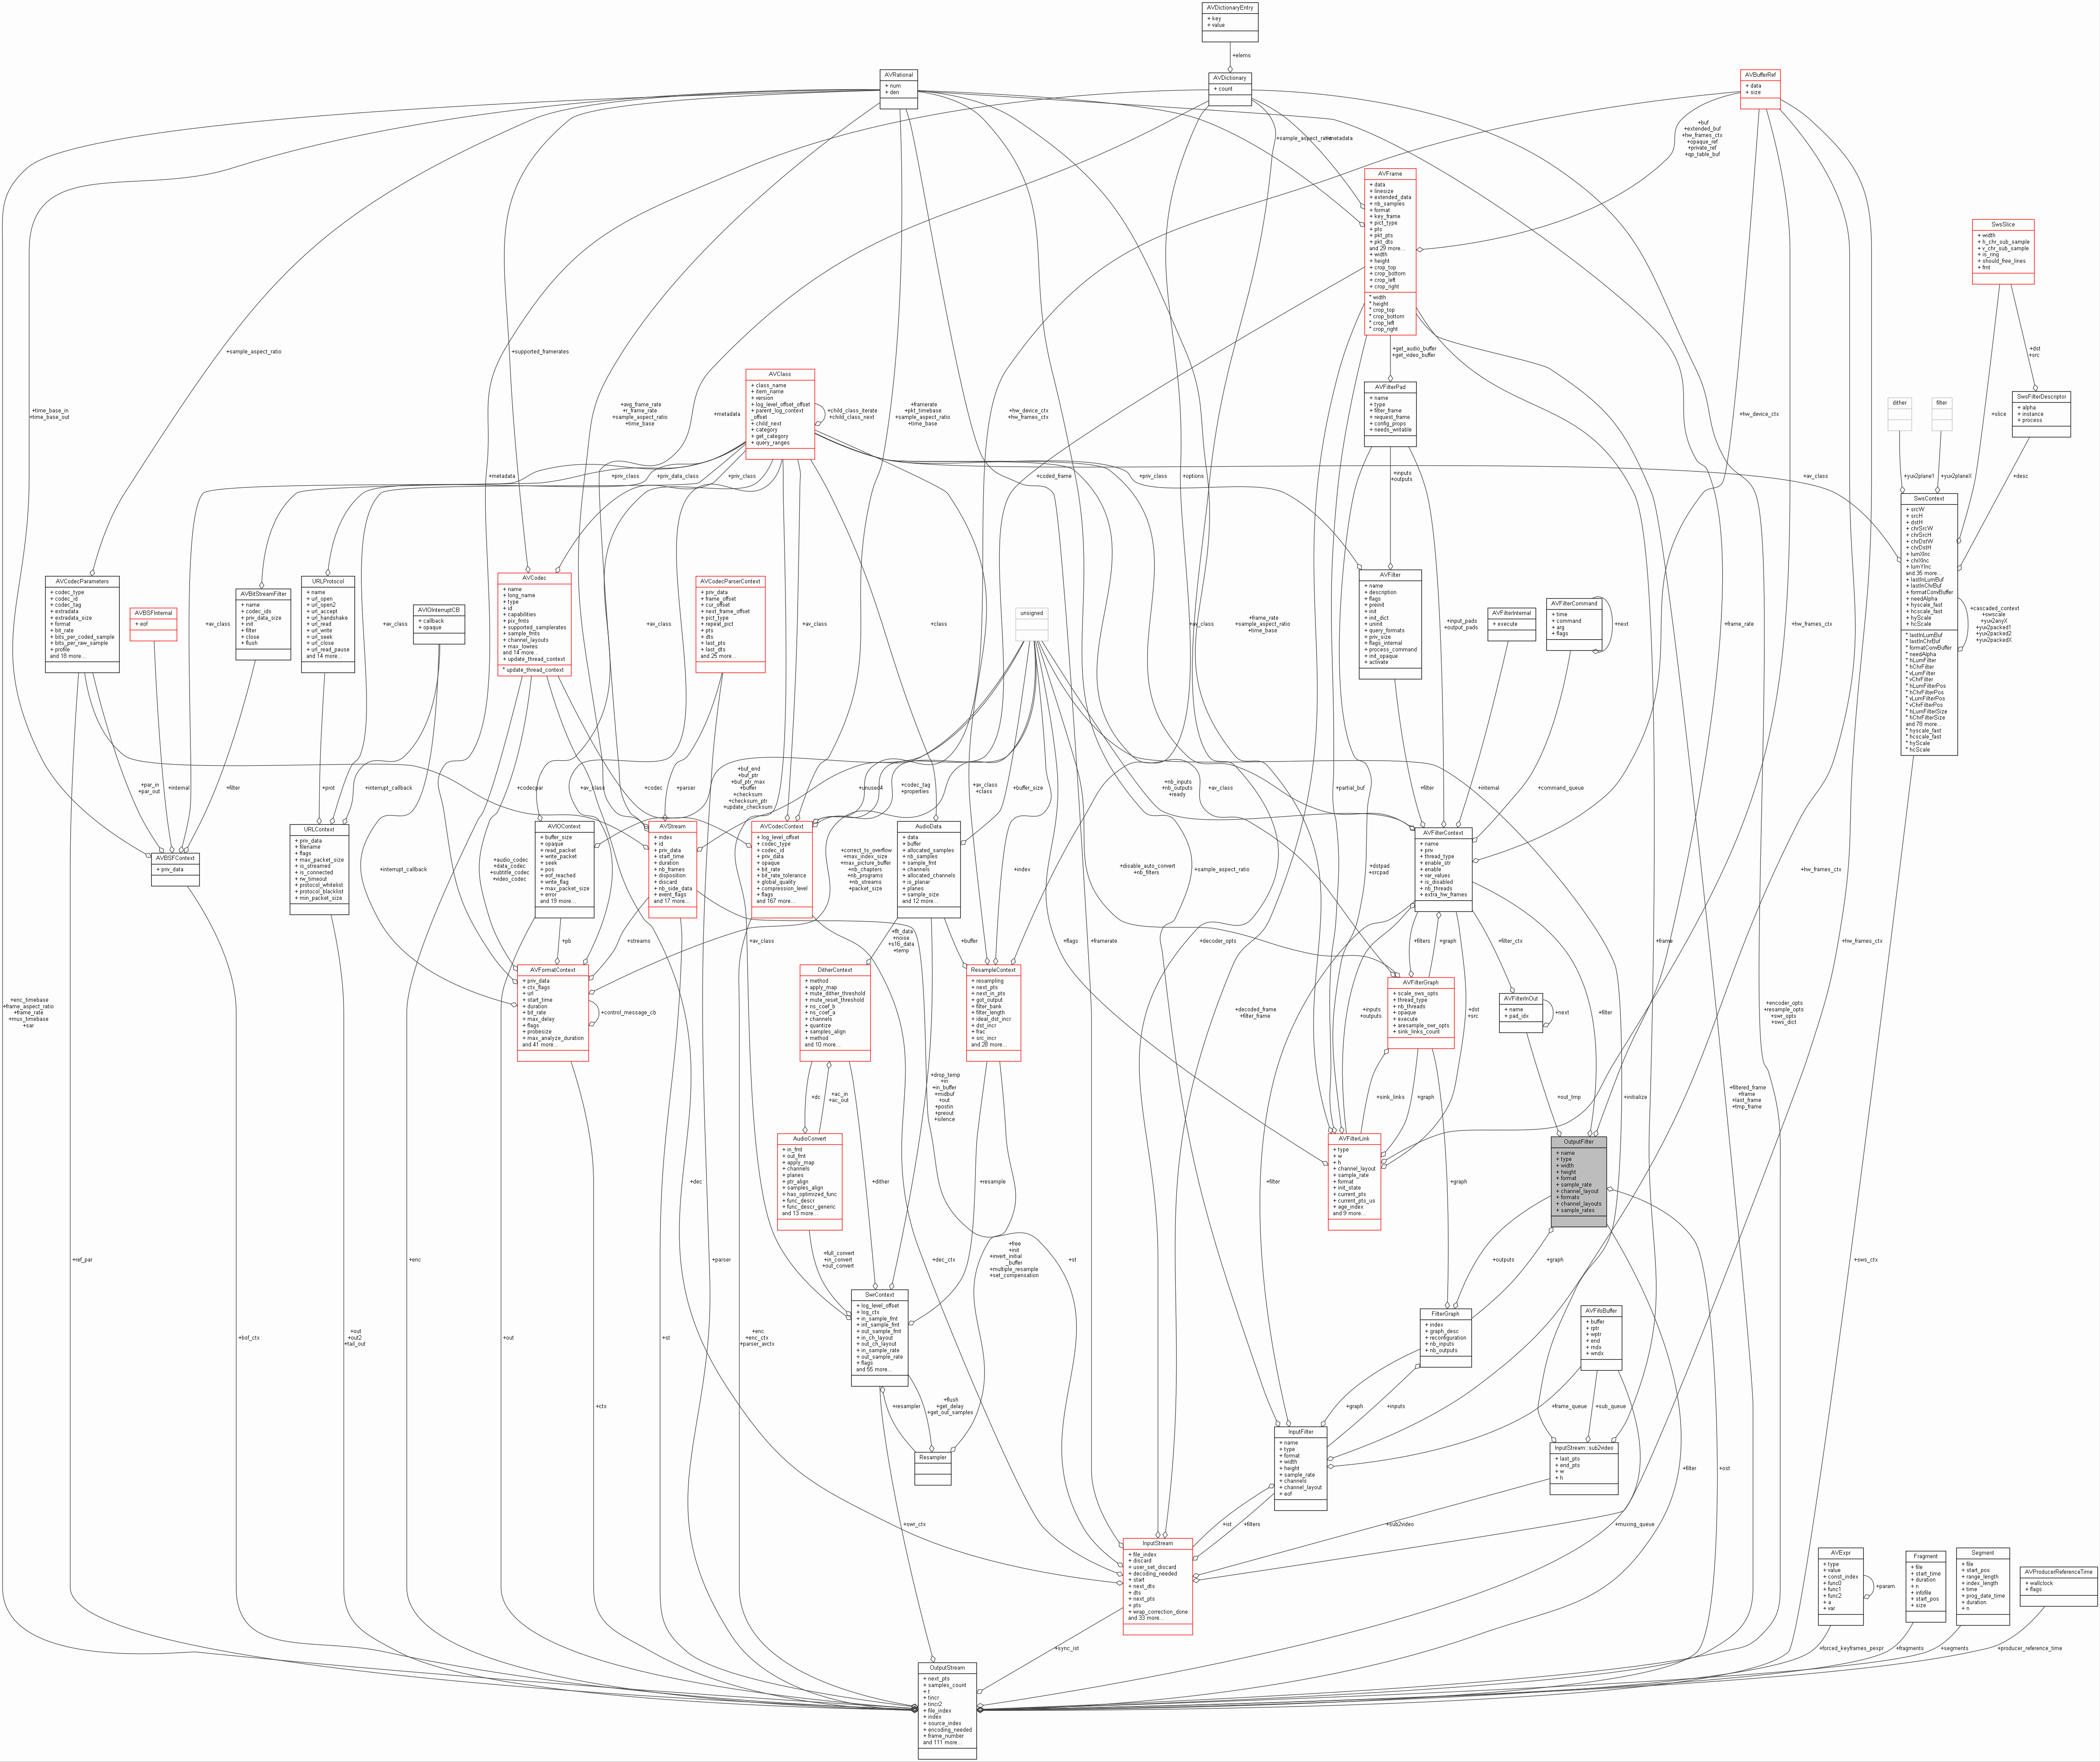 AVDictionaryEntry
+ key
+ value
+elems
AVRational
+ num
+ den
AVDictionary
+ count
AVBufferRef
+ data
+ size
+buf
+extended_buf
+hw_frames_ctx
+opaque_ref
+private_ref
+qp_table_buf
+sample_aspect_ratio
+metadata
AVFrame
+ data
+ linesize
+ extended_data
+ nb_samples
+ format
+ key_frame
+ pict_type
+ pts
+ pkt_pts
+ pkt_dts
and 29 more...
+ width
+ height
+ crop_top
+ crop_bottom
+ crop_left
+ crop_right
* width
* height
* crop_top
* crop_bottom
* crop_left
* crop_right
SwsSlice
+ width
+ h_chr_sub_sample
+ v_chr_sub_sample
+ is_ring
+ should_free_lines
+ fmt
+sample_aspect_ratio
+supported_framerates
+get_audio_buffer
+get_video_buffer
+dst
+src
AVClass
+ class_name
+ item_name
+ version
+ log_level_offset_offset
+ parent_log_context
_offset
+ child_next
+ category
+ get_category
+ query_ranges
+child_class_iterate
+child_class_next
AVFilterPad
+ name
+ type
+ filter_frame
+ request_frame
+ config_props
+ needs_writable
dither
filter
SwsFilterDescriptor
+ alpha
+ instance
+ process
+time_base_in
+time_base_out
+avg_frame_rate
+r_frame_rate
+sample_aspect_ratio
+time_base
+metadata
+framerate
+pkt_timebase
+sample_aspect_ratio
+time_base
+hw_device_ctx
+hw_frames_ctx
+hw_device_ctx
+slice
+metadata
+priv_class
+priv_data_class
+priv_class
+coded_frame
+priv_class
+options
+inputs
+outputs
+av_class
+yuv2plane1
+yuv2planeX
+desc
SwsContext
+ srcW
+ srcH
+ dstH
+ chrSrcW
+ chrSrcH
+ chrDstW
+ chrDstH
+ lumXInc
+ chrXInc
+ lumYInc
and 35 more...
+ lastInLumBuf
+ lastInChrBuf
+ formatConvBuffer
+ needAlpha
+ hyscale_fast
+ hcscale_fast
+ hyScale
+ hcScale
* lastInLumBuf
* lastInChrBuf
* formatConvBuffer
* needAlpha
* hLumFilter
* hChrFilter
* vLumFilter
* vChrFilter
* hLumFilterPos
* hChrFilterPos
* vLumFilterPos
* vChrFilterPos
* hLumFilterSize
* hChrFilterSize
and 78 more...
* hyscale_fast
* hcscale_fast
* hyScale
* hcScale
+cascaded_context
+swscale
+yuv2anyX
+yuv2packed1
+yuv2packed2
+yuv2packedX
AVCodecParameters
+ codec_type
+ codec_id
+ codec_tag
+ extradata
+ extradata_size
+ format
+ bit_rate
+ bits_per_coded_sample
+ bits_per_raw_sample
+ profile
and 18 more...
AVBSFInternal
+ eof
+av_class
AVBitStreamFilter
+ name
+ codec_ids
+ priv_data_size
+ init
+ filter
+ close
+ flush
URLProtocol
+ name
+ url_open
+ url_open2
+ url_accept
+ url_handshake
+ url_read
+ url_write
+ url_seek
+ url_close
+ url_read_pause
and 14 more...
+av_class
AVIOInterruptCB
+ callback
+ opaque
AVCodec
+ name
+ long_name
+ type
+ id
+ capabilities
+ pix_fmts
+ supported_samplerates
+ sample_fmts
+ channel_layouts
+ max_lowres
and 14 more...
+ update_thread_context
* update_thread_context
+av_class
AVCodecParserContext
+ priv_data
+ frame_offset
+ cur_offset
+ next_frame_offset
+ pict_type
+ repeat_pict
+ pts
+ dts
+ last_pts
+ last_dts
and 25 more...
+av_class
+class
unsigned
+av_class
+frame_rate
+sample_aspect_ratio
+time_base
AVFilter
+ name
+ description
+ flags
+ preinit
+ init
+ init_dict
+ uninit
+ query_formats
+ priv_size
+ flags_internal
+ process_command
+ init_opaque
+ activate
+input_pads
+output_pads
AVFilterInternal
+ execute
AVFilterCommand
+ time
+ command
+ arg
+ flags
+next
+frame_rate
+hw_frames_ctx
+par_in
+par_out
+internal
+filter
+prot
+interrupt_callback
+codecpar
+av_class
+codec
+parser
+buf_end
+buf_ptr
+buf_ptr_max
+buffer
+checksum
+checksum_ptr
+update_checksum
+unused4
+codec_tag
+properties
+av_class
+class
+buffer_size
+nb_inputs
+nb_outputs
+ready
+av_class
+partial_buf
+filter
+internal
+command_queue
AVBSFContext
+ priv_data
URLContext
+ priv_data
+ filename
+ flags
+ max_packet_size
+ is_streamed
+ is_connected
+ rw_timeout
+ protocol_whitelist
+ protocol_blacklist
+ min_packet_size
+interrupt_callback
+audio_codec
+data_codec
+subtitle_codec
+video_codec
AVIOContext
+ buffer_size
+ opaque
+ read_packet
+ write_packet
+ seek
+ pos
+ eof_reached
+ write_flag
+ max_packet_size
+ error
and 19 more...
AVStream
+ index
+ id
+ priv_data
+ start_time
+ duration
+ nb_frames
+ disposition
+ discard
+ nb_side_data
+ event_flags
and 17 more...
AVCodecContext
+ log_level_offset
+ codec_type
+ codec_id
+ priv_data
+ opaque
+ bit_rate
+ bit_rate_tolerance
+ global_quality
+ compression_level
+ flags
and 167 more...
+correct_ts_overflow
+max_index_size
+max_picture_buffer
+nb_chapters
+nb_programs
+nb_streams
+packet_size
AudioData
+ data
+ buffer
+ allocated_samples
+ nb_samples
+ sample_fmt
+ channels
+ allocated_channels
+ is_planar
+ planes
+ sample_size
and 12 more...
+index
+disable_auto_convert
+nb_filters
+sample_aspect_ratio
+dstpad
+srcpad
AVFilterContext
+ name
+ priv
+ thread_type
+ enable_str
+ enable
+ var_values
+ is_disabled
+ nb_threads
+ extra_hw_frames
+hw_frames_ctx
+pb
+streams
+av_class
+flt_data
+noise
+s16_data
+temp
+buffer
+flags
+framerate
+decoder_opts
+filters
+graph
+filter_ctx
+frame
+hw_frames_ctx
AVFormatContext
+ priv_data
+ ctx_flags
+ url
+ start_time
+ duration
+ bit_rate
+ max_delay
+ flags
+ probesize
+ max_analyze_duration
and 41 more...
+control_message_cb
DitherContext
+ method
+ apply_map
+ mute_dither_threshold
+ mute_reset_threshold
+ ns_coef_b
+ ns_coef_a
+ channels
+ quantize
+ samples_align
+ method
and 10 more...
ResampleContext
+ resampling
+ next_pts
+ next_in_pts
+ got_output
+ filter_bank
+ filter_length
+ ideal_dst_incr
+ dst_incr
+ frac
+ src_incr
and 28 more...
+decoded_frame
+filter_frame
+inputs
+outputs
AVFilterGraph
+ scale_sws_opts
+ thread_type
+ nb_threads
+ opaque
+ execute
+ aresample_swr_opts
+ sink_links_count
+dst
+src
AVFilterInOut
+ name
+ pad_idx
+next
+filter
+encoder_opts
+resample_opts
+swr_opts
+sws_dict
+enc_timebase
+frame_aspect_ratio
+frame_rate
+mux_timebase
+sar
+dc
+ac_in
+ac_out
+drop_temp
+in
+in_buffer
+midbuf
+out
+postin
+preout
+silence
+sink_links
+graph
+out_tmp
+initialize
+filtered_frame
+frame
+last_frame
+tmp_frame
AudioConvert
+ in_fmt
+ out_fmt
+ apply_map
+ channels
+ planes
+ ptr_align
+ samples_align
+ has_optimized_func
+ func_descr
+ func_descr_generic
and 13 more...
AVFilterLink
+ type
+ w
+ h
+ channel_layout
+ sample_rate
+ format
+ init_state
+ current_pts
+ current_pts_us
+ age_index
and 9 more...
OutputFilter
+ name
+ type
+ width
+ height
+ format
+ sample_rate
+ channel_layout
+ formats
+ channel_layouts
+ sample_rates
+dec
+dither
+resample
+filter
+graph
+ref_par
+enc
+parser
+full_convert
+in_convert
+out_convert
+free
+init
+invert_initial
_buffer
+multiple_resample
+set_compensation
+dec_ctx
+st
+outputs
+graph
+sws_ctx
SwrContext
+ log_level_offset
+ log_ctx
+ in_sample_fmt
+ int_sample_fmt
+ out_sample_fmt
+ in_ch_layout
+ out_ch_layout
+ in_sample_rate
+ out_sample_rate
+ flags
and 55 more...
FilterGraph
+ index
+ graph_desc
+ reconfiguration
+ nb_inputs
+ nb_outputs
AVFifoBuffer
+ buffer
+ rptr
+ wptr
+ end
+ rndx
+ wndx
+bsf_ctx
+out
+out2
+tail_out
+out
+st
+enc
+enc_ctx
+parser_avctx
+ctx
+resampler
+flush
+get_delay
+get_out_samples
+graph
+inputs
+frame_queue
+sub_queue
Resampler
InputFilter
+ name
+ type
+ format
+ width
+ height
+ sample_rate
+ channels
+ channel_layout
+ eof
InputStream::sub2video
+ last_pts
+ end_pts
+ w
+ h
+filter
+ost
+swr_ctx
+ist
+filters
+sub2video
+muxing_queue
InputStream
+ file_index
+ discard
+ user_set_discard
+ decoding_needed
+ start
+ next_dts
+ dts
+ next_pts
+ pts
+ wrap_correction_done
and 33 more...
AVExpr
+ type
+ value
+ const_index
+ func0
+ func1
+ func2
+ a
+ var
+param
Fragment
+ file
+ start_time
+ duration
+ n
+ infofile
+ start_pos
+ size
Segment
+ file
+ start_pos
+ range_length
+ index_length
+ time
+ prog_date_time
+ duration
+ n
AVProducerReferenceTime
+ wallclock
+ flags
+sync_ist
+forced_keyframes_pexpr
+fragments
+segments
+producer_reference_time
OutputStream
+ next_pts
+ samples_count
+ t
+ tincr
+ tincr2
+ file_index
+ index
+ source_index
+ encoding_needed
+ frame_number
and 111 more...